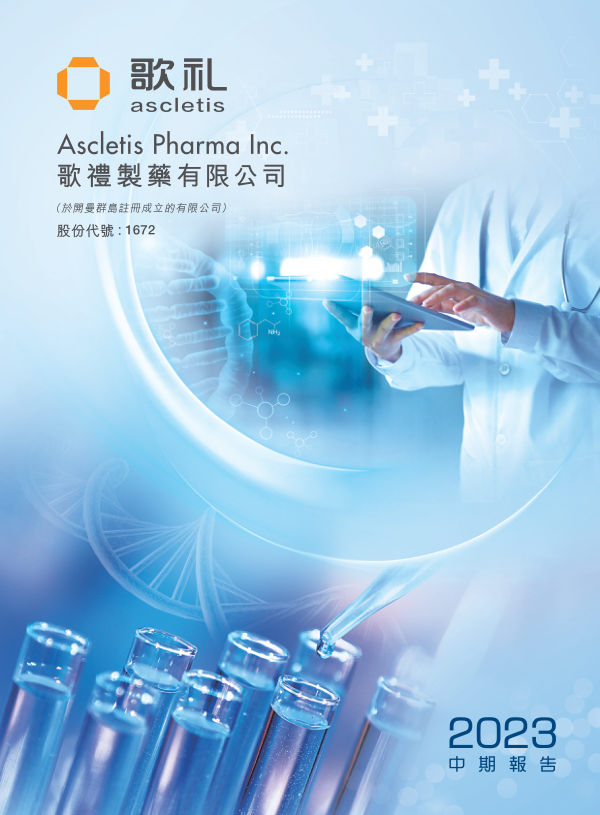 歌礼
ascletis
Ascletis Pharma Inc.
歌禮製藥有限公司
(於開曼群島註冊成立的有限公司)
股份代號 : 1672
NH₂
2023
中期報告